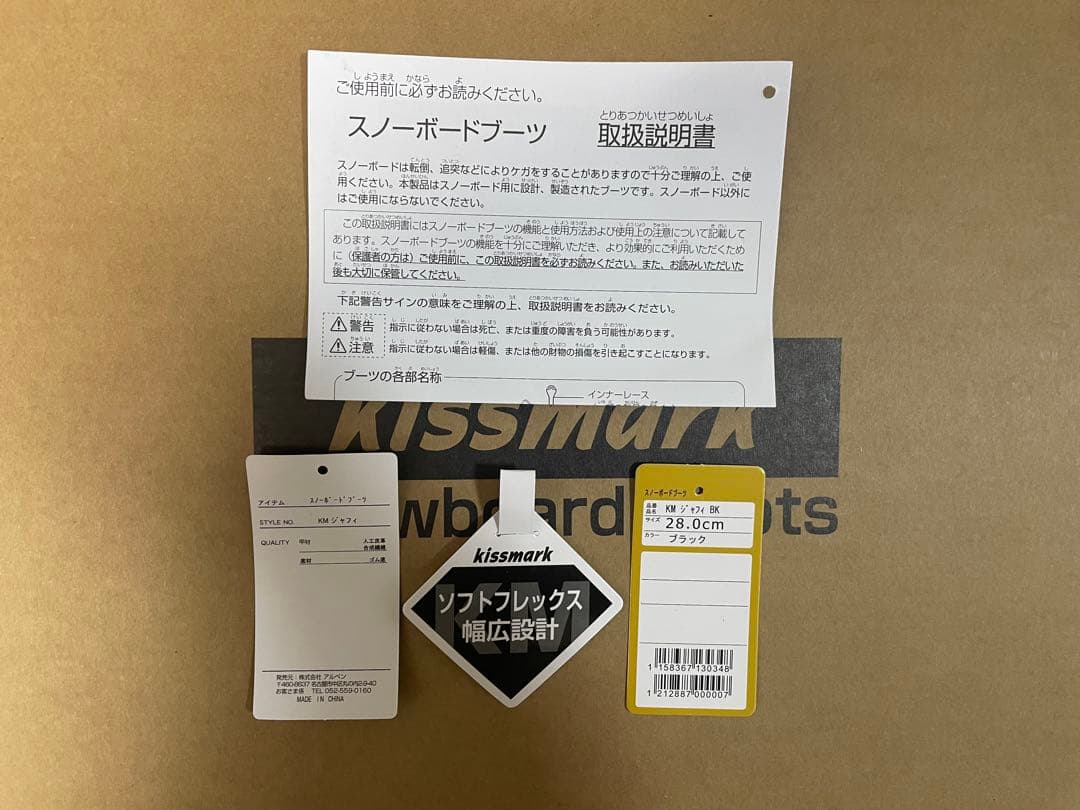 ご使用前に必ずお読みください。
スノーボードブーツ 取扱説明書
スノーボードは転倒、追突などによりケガをすることがありますので十分ご理解の上、ご使
用ください。本製品はスノーボード用に設計、製造されたブーツです。スノーボード以外に
はご使用にならないでください。
この取扱説明書にはスノーボードブーツの機能と使用方法および使用上の注意について記載して
あります。スノーボードブーツの機能を十分にご理解いただき、より効果的にご利用いただくため
に（保護者の方は）ご使用前に、この取扱説明書を必ずお読みください。また、お読みいただいた
後も大切に保管してください。
下記警告サインの意味をご理解の上、取扱説明書をお読みください。
警告 指示に従わない場合は死亡、または重度の障害を負う可能性があります。
注意 指示に従わない場合は軽傷、または他の財物の損傷を引き起こすことになります。
ブーツの各部名称
インナーレース
kissmark
wboard ots
アイテム スノーボードブーツ
STYLE NO. KM ジャフィ
QUALITY 甲材 人工皮革
合成繊維
底材 ゴム底
発売元：株式会社 アルペン
〒460-8637 名古屋市中区丸の内2-9-40
お客さま係 TEL 052-559-0160
MADE IN CHINA
kissmark
KM
ソフトフレックス
幅広設計
スノーボードブーツ
品番
品名 KM ジャフィ BK
サイズ 28.0cm
カラー ブラック
1 158367 130348
1 212887 000007